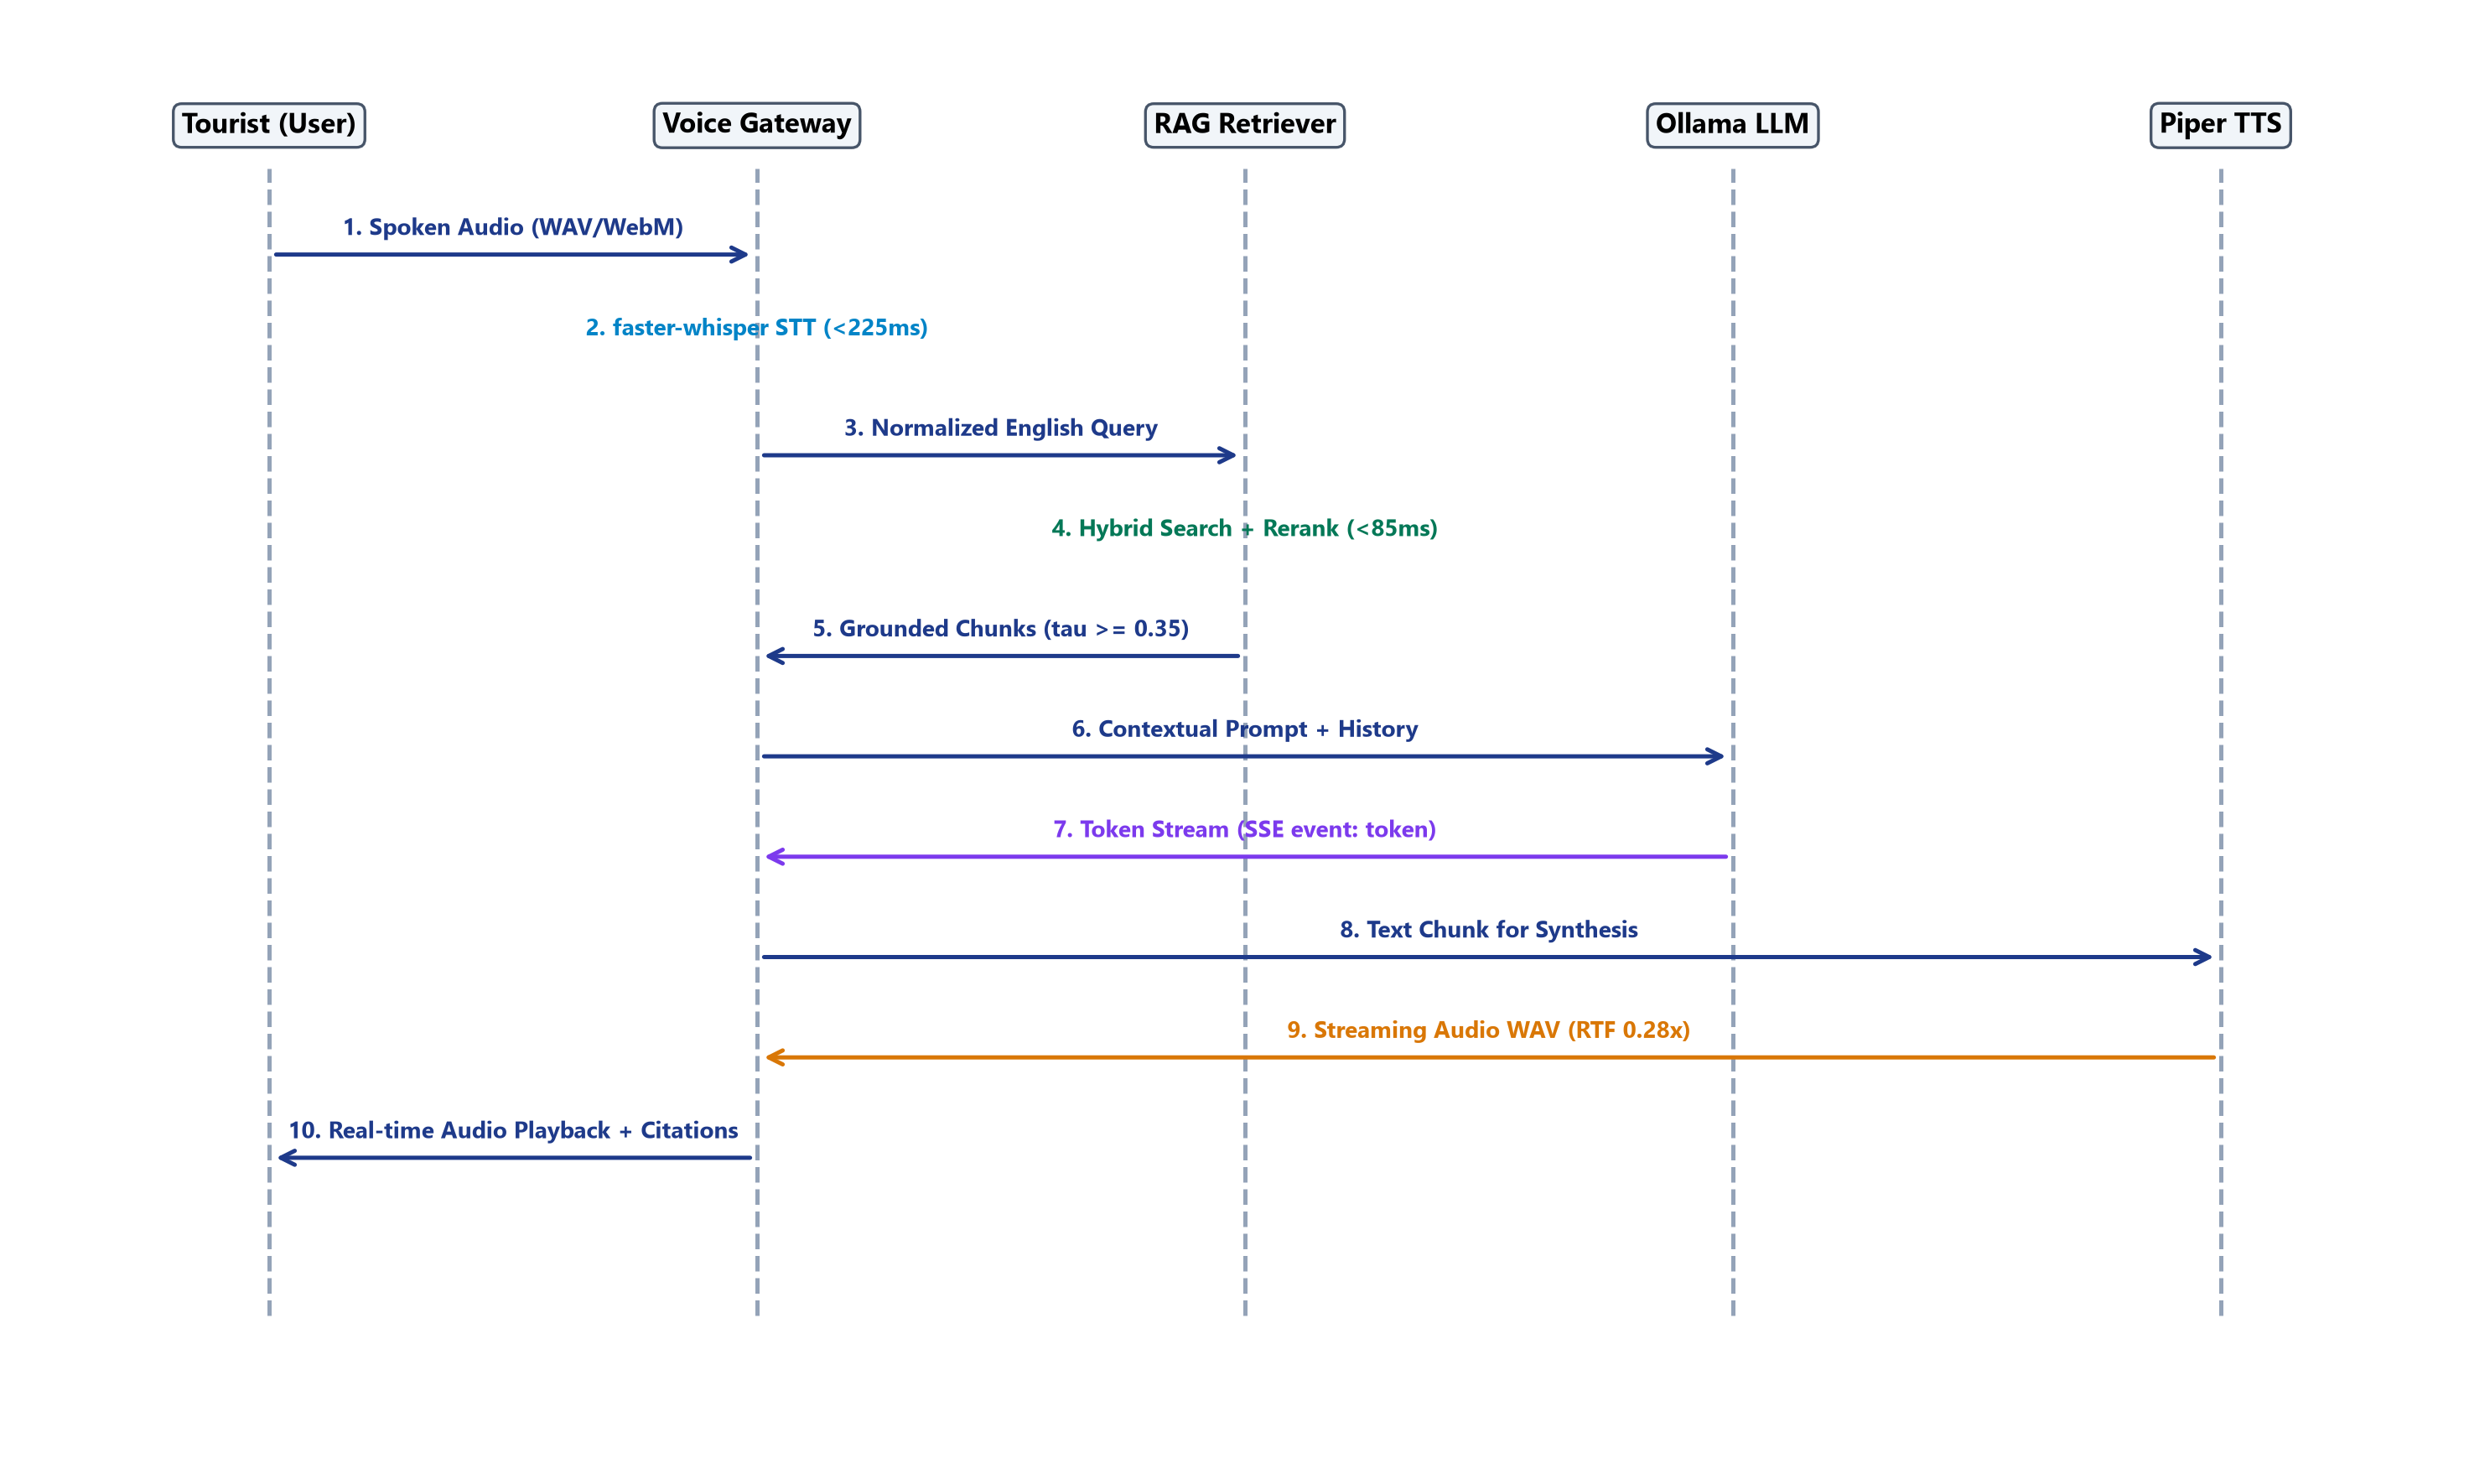 Tourist (User)
Voice Gateway
RAG Retriever
Ollama LLM
Piper TTS
1. Spoken Audio (WAV/WebM)
2. faster-whisper STT (<225ms)
3. Normalized English Query
4. Hybrid Search + Rerank (<85ms)
5. Grounded Chunks (tau >= 0.35)
6. Contextual Prompt + History
7. Token Stream (SSE event: token)
8. Text Chunk for Synthesis
9. Streaming Audio WAV (RTF 0.28x)
10. Real-time Audio Playback + Citations